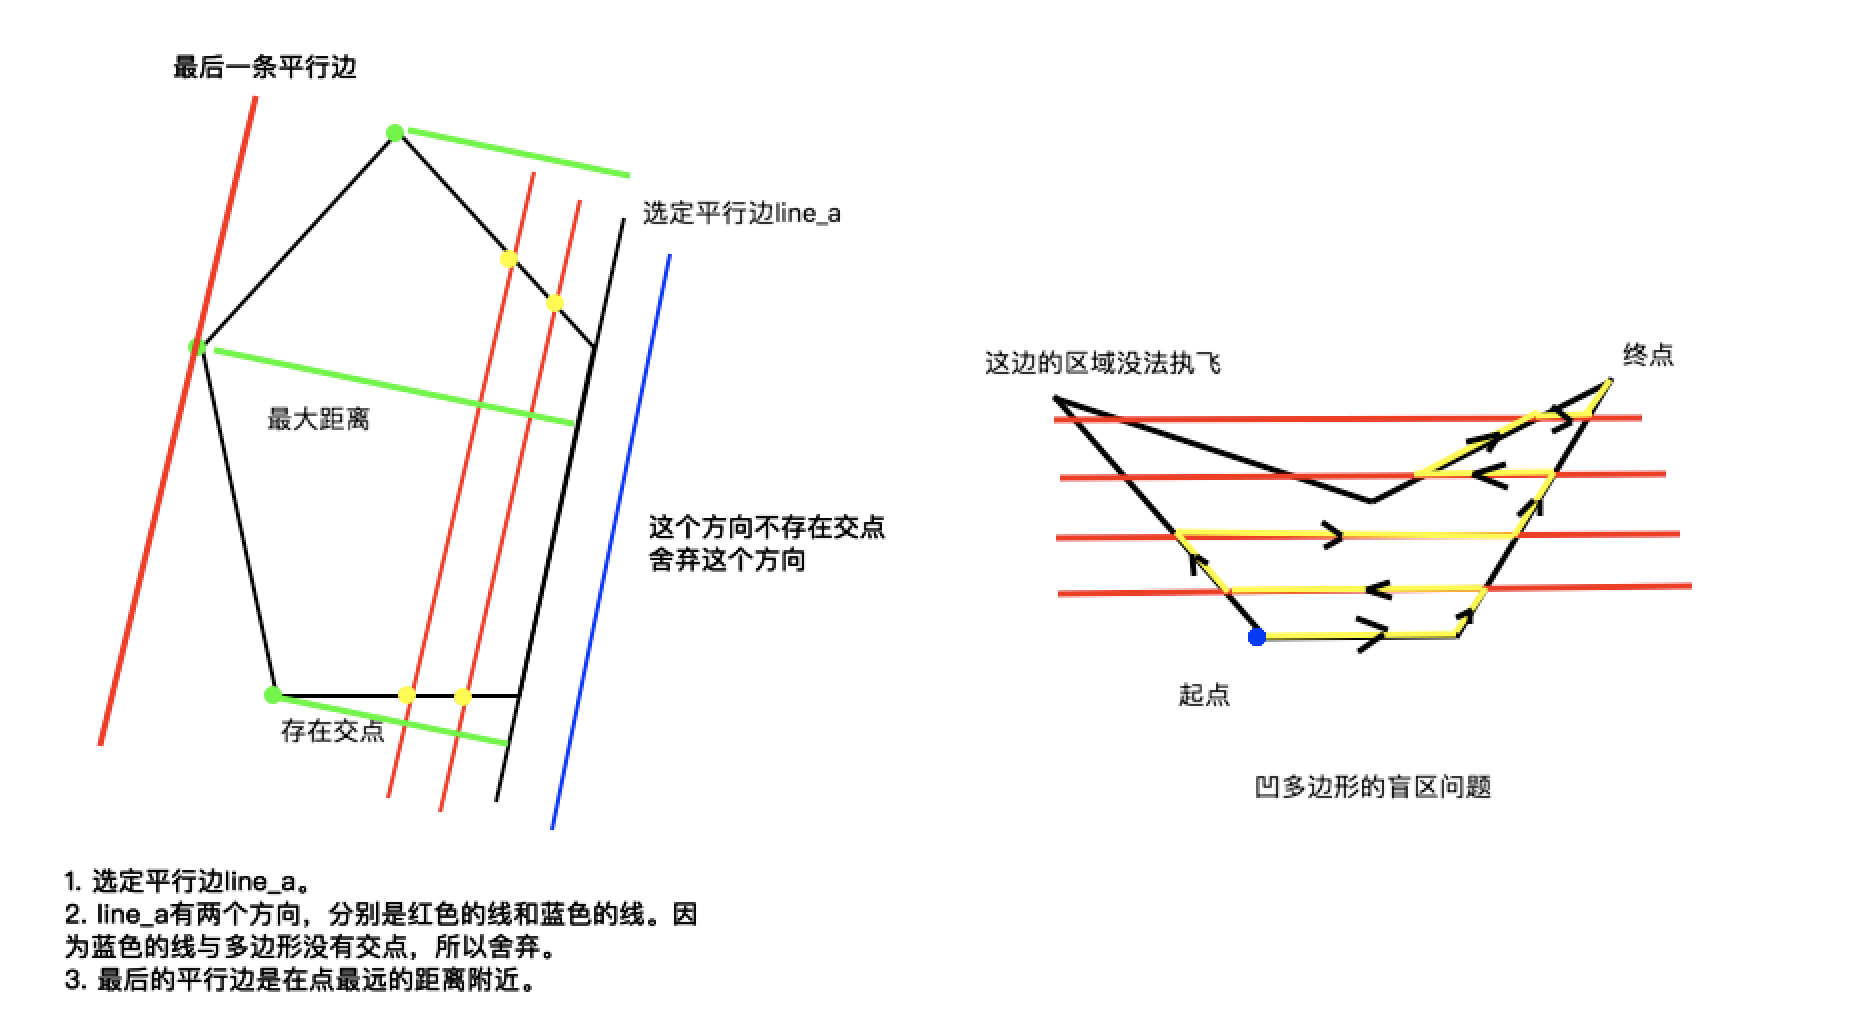 最后一条平行边
选定平行边line_a
最大距离
这个方向不存在交点
舍弃这个方向
存在交点
1. 选定平行边line_a。
2. line_a有两个方向，分别是红色的线和蓝色的线。因
为蓝色的线与多边形没有交点，所以舍弃。
3. 最后的平行边是在点最远的距离附近。
这边的区域没法执飞
终点
起点
凹多边形的盲区问题